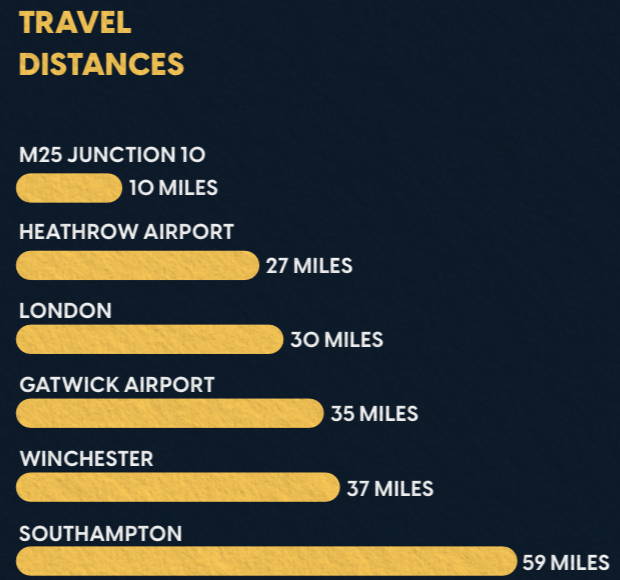 TRAVEL
DISTANCES
M25 JUNCTION 10
10 MILES
HEATHROW AIRPORT
27 MILES
LONDON
30 MILES
GATWICK AIRPORT
35 MILES
WINCHESTER
37 MILES
SOUTHAMPTON
59 MILES